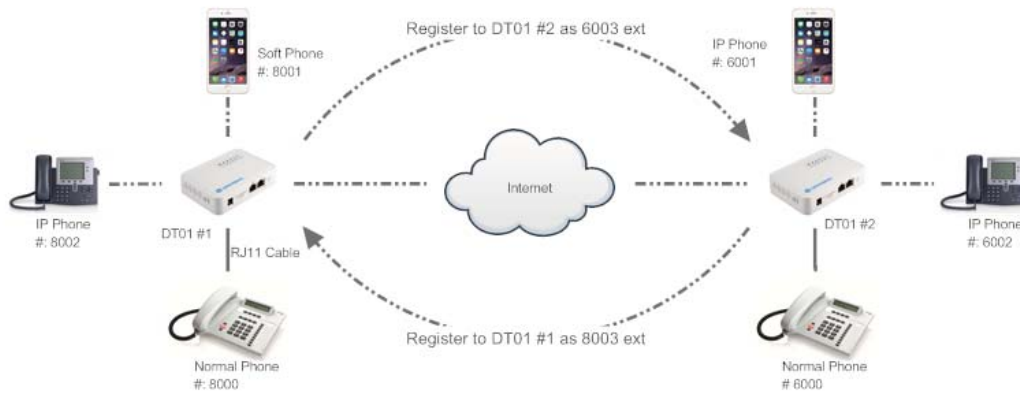 Register to DT01 #2 as 6003 ext
Soft Phone
#: 8001
IP Phone
#: 6001
Internet
IP Phone
#: 8002
DT01 #1
DT01 #2
IP Phone
#: 6002
RJ11 Cable
Register to DT01 #1 as 8003 ext
Normal Phone
#: 8000
Normal Phone
# 6000